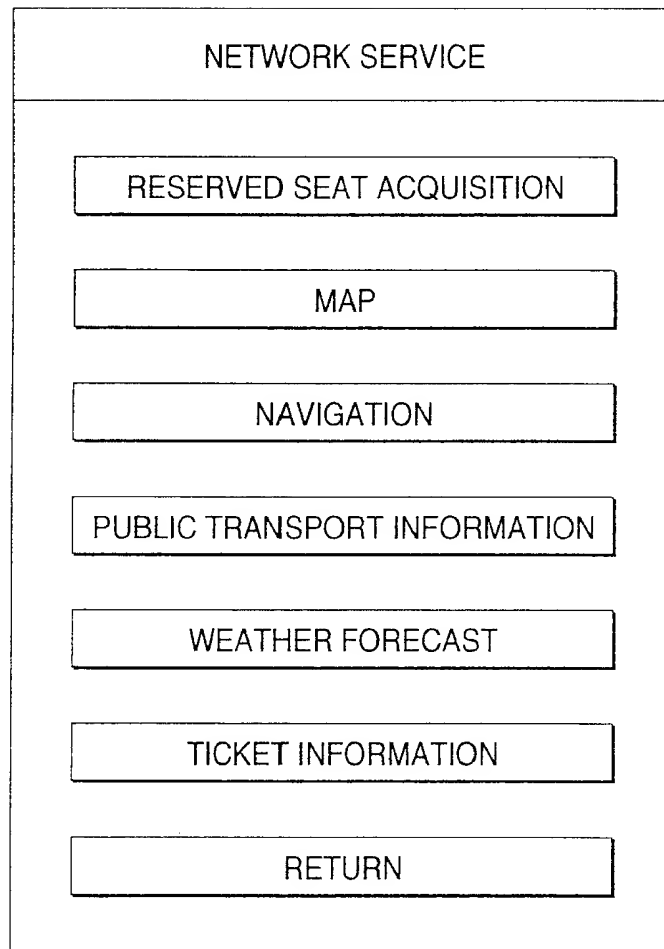 NETWORK SERVICE
RESERVED SEAT ACQUISITION
MAP
NAVIGATION
PUBLIC TRANSPORT INFORMATION
WEATHER FORECAST
TICKET INFORMATION
RETURN